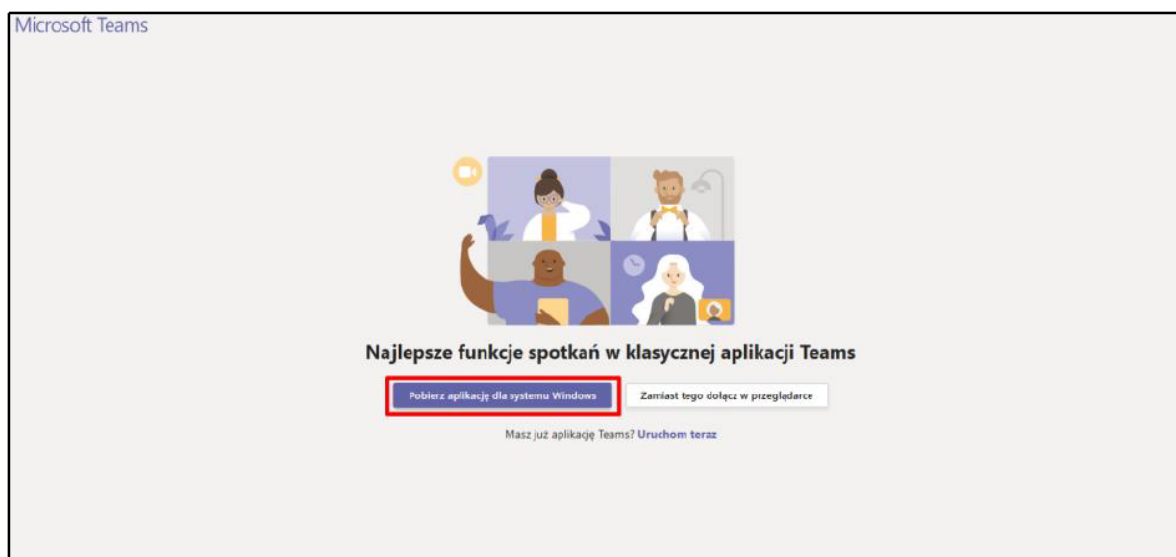 Microsoft Teams
Najlepsze funkcje spotkań w klasycznej aplikacji Teams
Pobierz aplikację dla systemu Windows
Zamiast tego dołącz w przeglądarce
Masz już aplikację Teams? Uruchom teraz